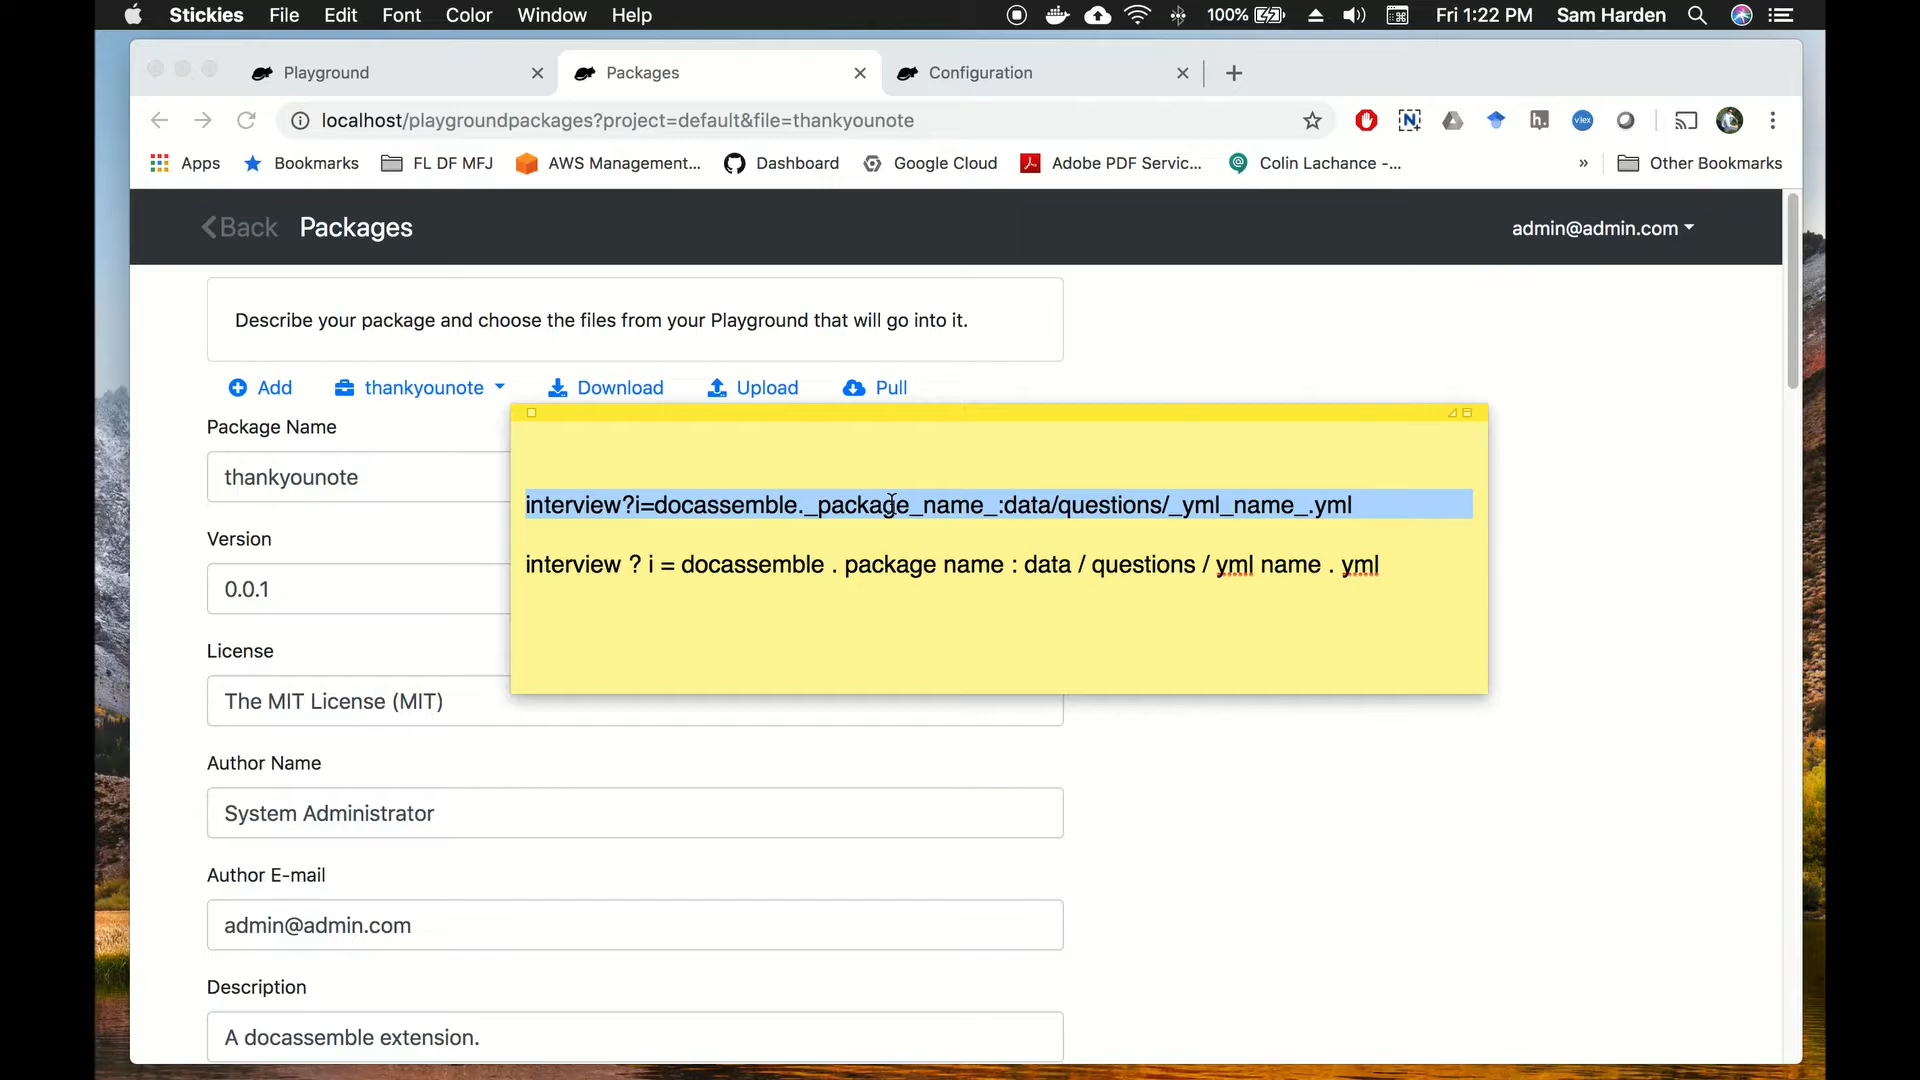 Stickies File Edit Font Color Window Help 100% Fri 1:22 PM Sam Harden
Playground Packages Configuration
localhost/playgroundpackages?project=default&file=thankyounote
Apps Bookmarks FL DF MFJ AWS Management... Dashboard Google Cloud Adobe PDF Servic... Colin Lachance -... » Other Bookmarks
Back Packages admin@admin.com
Describe your package and choose the files from your Playground that will go into it.
Add thankyounote Download Upload Pull
Package Name
thankyounote
interview?i=docassemble._package_name_:data/questions/_yml_name_.yml
interview ? i = docassemble . package name : data / questions / yml name . yml
Version
0.0.1
License
The MIT License (MIT)
Author Name
System Administrator
Author E-mail
admin@admin.com
Description
A docassemble extension.